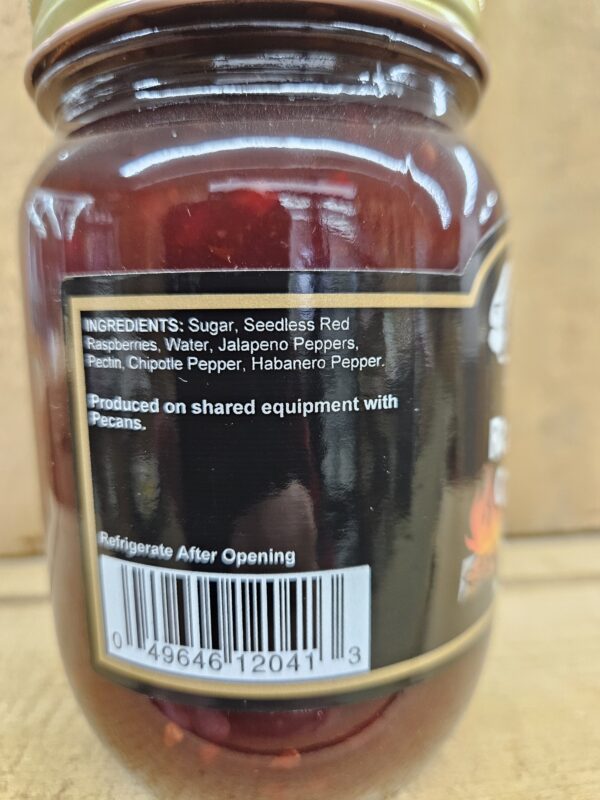 INGREDIENTS: Sugar, Seedless Red
Raspberries, Water, Jalapeno Peppers,
Pectin, Chipotle Pepper, Habanero Pepper.
Produced on shared equipment with
Pecans.
Refrigerate After Opening
0 49646 12041 3